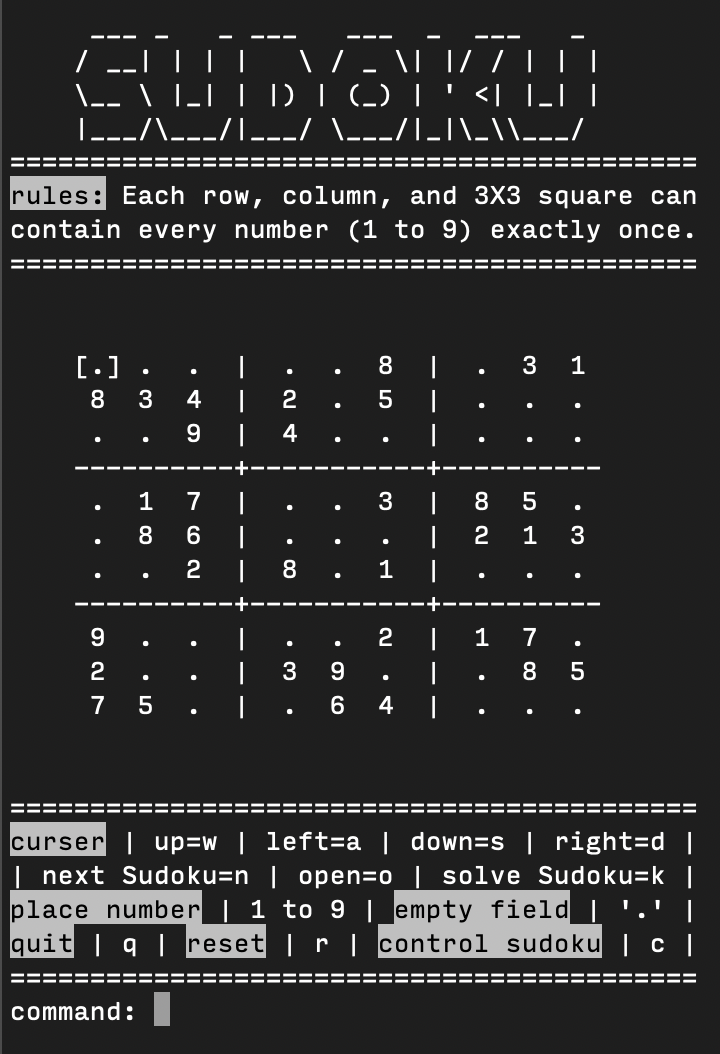 ___ _   _ ___   ___  _  ___   _
/ __| | | |   \ / _ \| |/ / | | |
\__ \ |_| | |) | (_) | ' <| |_| |
|___/\___/|___/ \___/|_|\_\\___/
===========================================
rules: Each row, column, and 3X3 square can
contain every number (1 to 9) exactly once.
===========================================
[.] .  .  |  .  .  8  |  .  3  1
 8  3  4  |  2  .  5  |  .  .  .
 .  .  9  |  4  .  .  |  .  .  .
----------+-----------+----------
 .  1  7  |  .  .  3  |  8  5  .
 .  8  6  |  .  .  .  |  2  1  3
 .  .  2  |  8  .  1  |  .  .  .
----------+-----------+----------
 9  .  .  |  .  .  2  |  1  7  .
 2  .  .  |  3  9  .  |  .  8  5
 7  5  .  |  .  6  4  |  .  .  .
===========================================
curser | up=w | left=a | down=s | right=d |
| next Sudoku=n | open=o | solve Sudoku=k |
place number | 1 to 9 | empty field | '.' |
quit | q | reset | r | control sudoku | c |
===========================================
command: